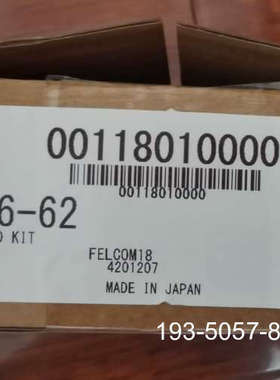 00118010000
00118010000
6-62
KIT
FELCOM18
4201207
MADE IN JAPAN
193-5057-8